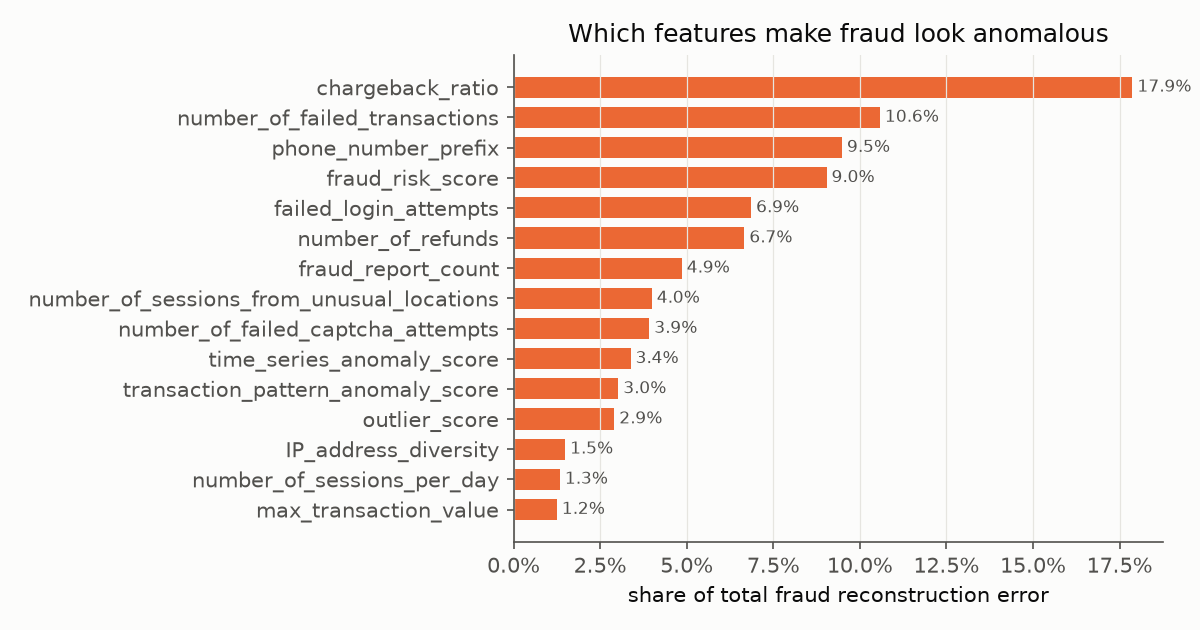 Which features make fraud look anomalous
chargeback_ratio 17.9%
number_of_failed_transactions 10.6%
phone_number_prefix 9.5%
fraud_risk_score 9.0%
failed_login_attempts 6.9%
number_of_refunds 6.7%
fraud_report_count 4.9%
number_of_sessions_from_unusual_locations 4.0%
number_of_failed_captcha_attempts 3.9%
time_series_anomaly_score 3.4%
transaction_pattern_anomaly_score 3.0%
outlier_score 2.9%
IP_address_diversity 1.5%
number_of_sessions_per_day 1.3%
max_transaction_value 1.2%
0.0% 2.5% 5.0% 7.5% 10.0% 12.5% 15.0% 17.5%
share of total fraud reconstruction error